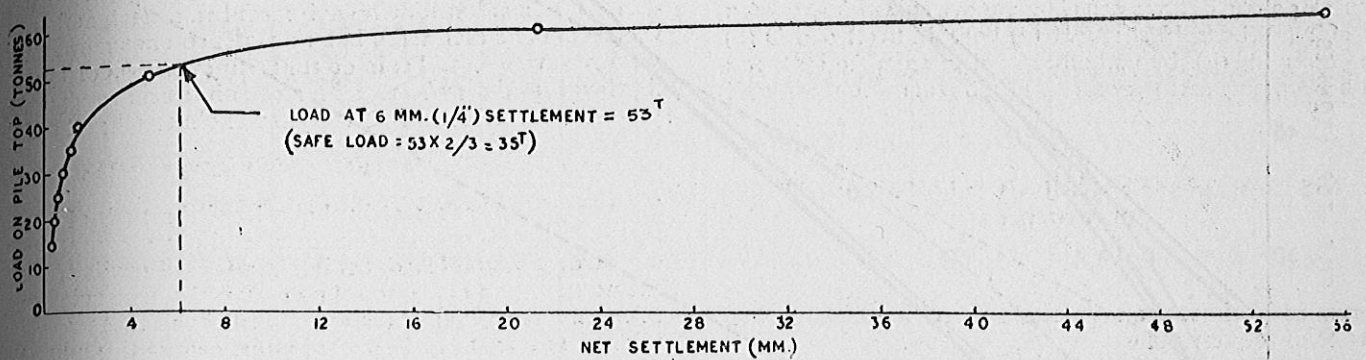 LOAD ON PILE TOP (TONNES)
60
50
40
30
20
10
0
LOAD AT 6 MM. (1/4") SETTLEMENT = 53T
(SAFE LOAD = 53 X 2/3 = 35T)
4 8 12 16 20 24 28 32 36 40 44 48 52 56
NET SETTLEMENT (MM.)